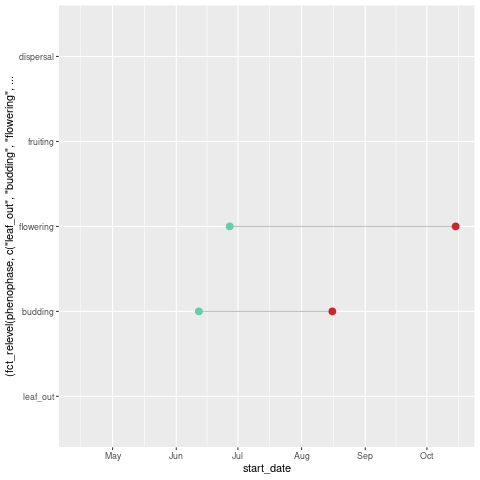 (fct_relevel(phenophase, c("leaf_out", "budding", "flowering", ...
dispersal
fruiting
flowering
budding
leaf_out
May Jun Jul Aug Sep Oct
start_date